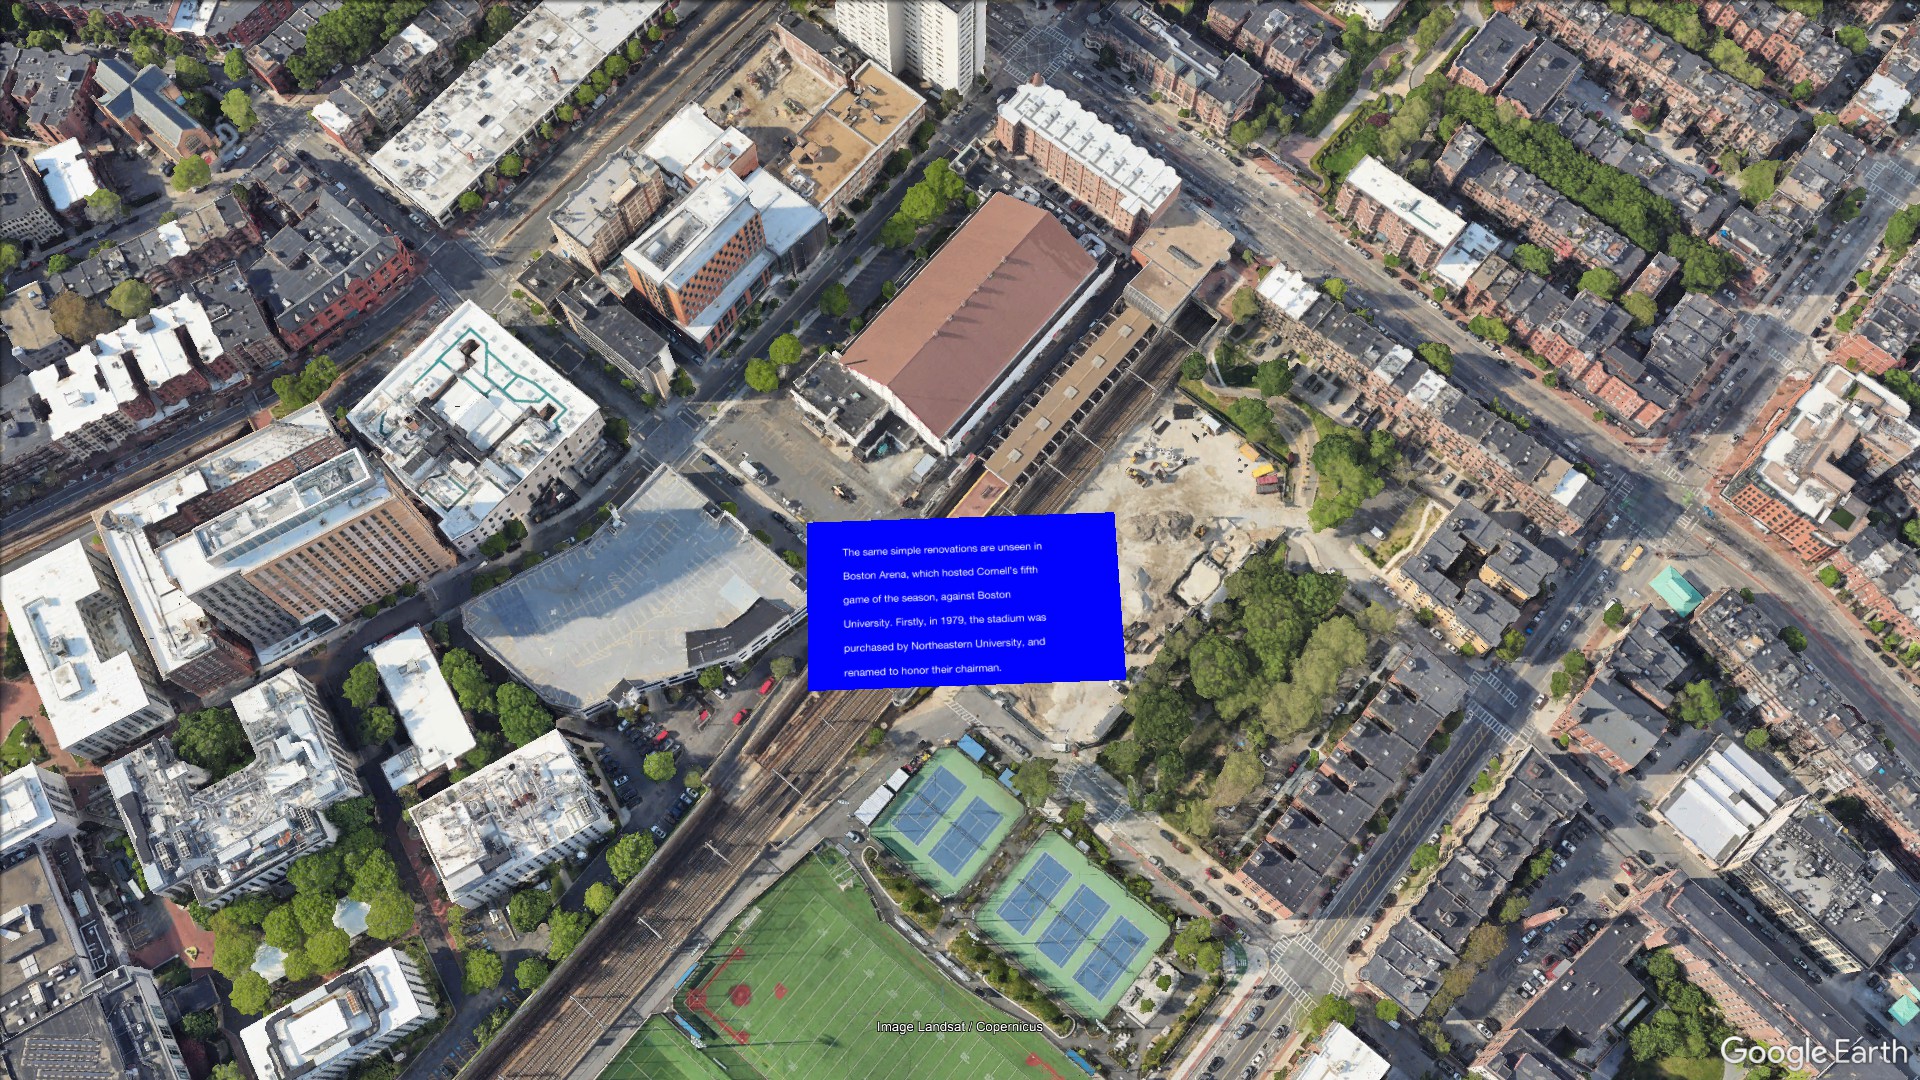 The same simple renovations are unseen in
Boston Arena, which hosted Cornell's fifth
game of the season, against Boston
University. Firstly, in 1979, the stadium was
purchased by Northeastern University, and
renamed to honor their chairman.
Image Landsat / Copernicus
Google Earth